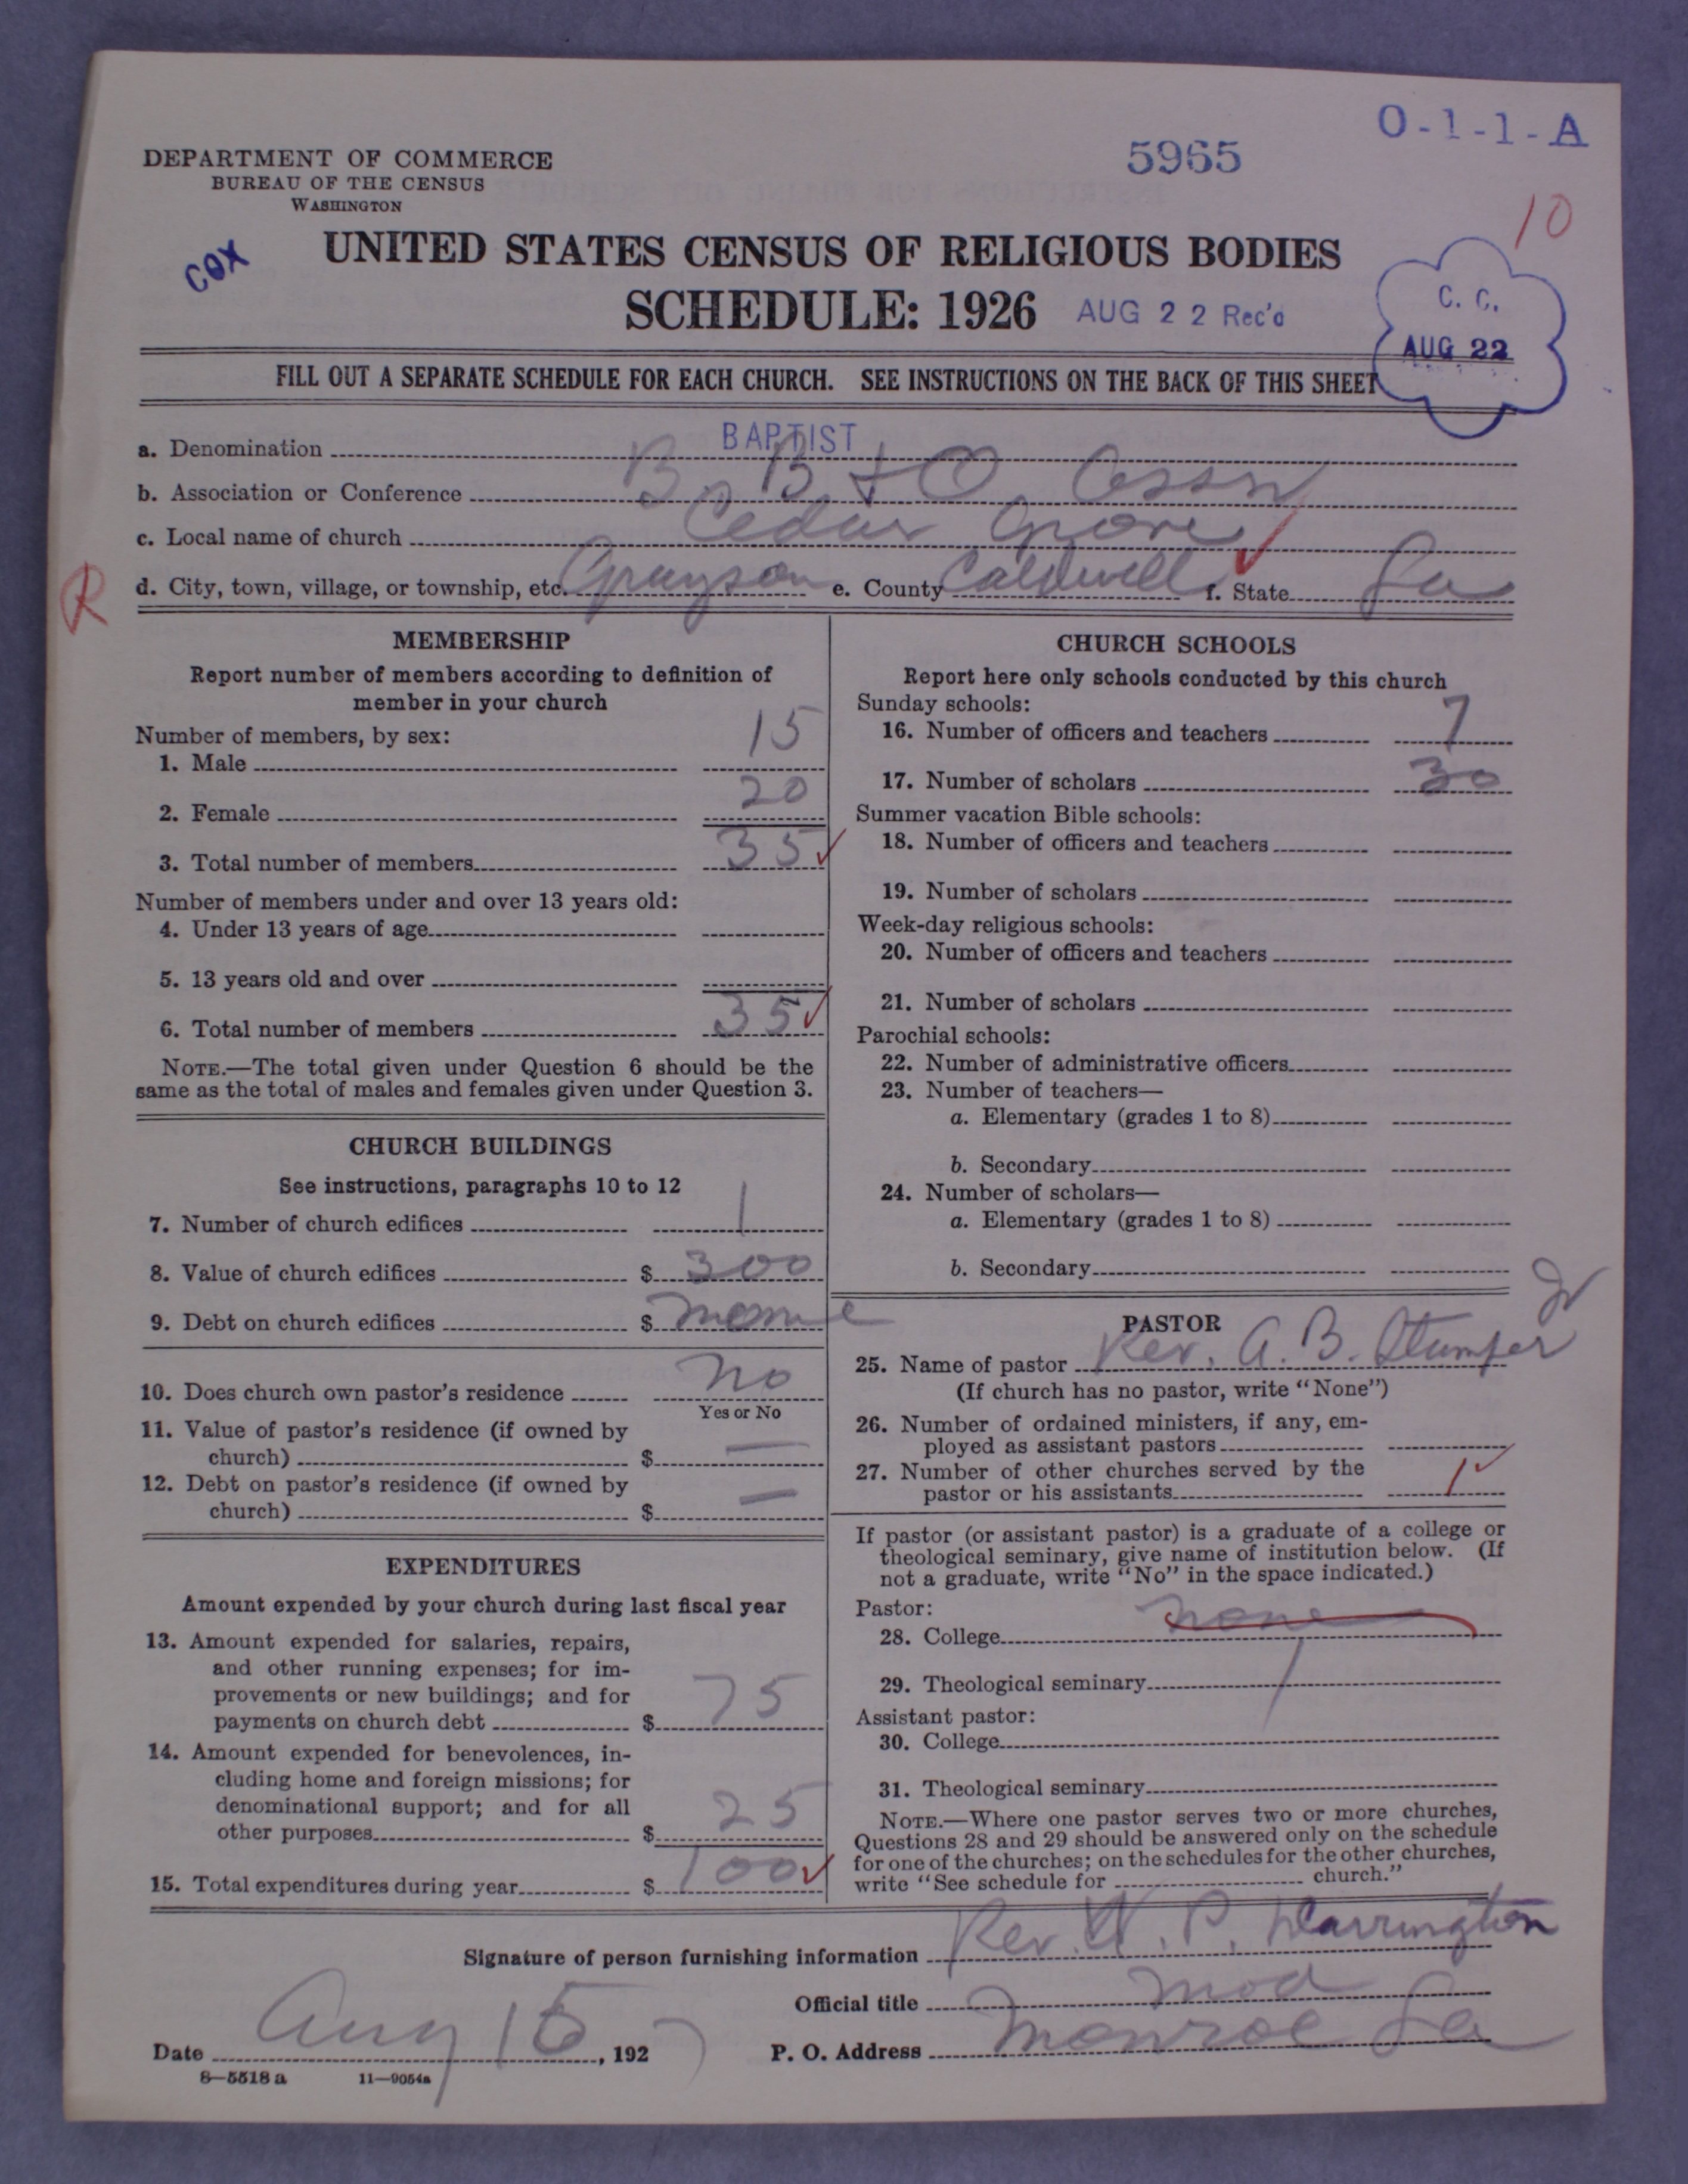 O-1-1-A
5965
DEPARTMENT OF COMMERCE
BUREAU OF THE CENSUS
WASHINGTON
10
COX
UNITED STATES CENSUS OF RELIGIOUS BODIES
SCHEDULE: 1926
AUG 22 Rec'd
C. C.
AUG 22
FILL OUT A SEPARATE SCHEDULE FOR EACH CHURCH. SEE INSTRUCTIONS ON THE BACK OF THIS SHEET
a. Denomination BAPTIST
b. Association or Conference B. B. + O. Assn
c. Local name of church Cedar Grove
R
d. City, town, village, or township, etc. Grayson e. County Caldwell f. State La
MEMBERSHIP
Report number of members according to definition of
member in your church
Number of members, by sex:
1. Male 15
2. Female 20
3. Total number of members 35
Number of members under and over 13 years old:
4. Under 13 years of age
5. 13 years old and over
6. Total number of members 35
NOTE.—The total given under Question 6 should be the
same as the total of males and females given under Question 3.
CHURCH BUILDINGS
See instructions, paragraphs 10 to 12
7. Number of church edifices 1
8. Value of church edifices $ 300
9. Debt on church edifices $ None
10. Does church own pastor's residence No
Yes or No
11. Value of pastor's residence (if owned by
church) $ —
12. Debt on pastor's residence (if owned by
church) $ —
EXPENDITURES
Amount expended by your church during last fiscal year
13. Amount expended for salaries, repairs,
and other running expenses; for im-
provements or new buildings; and for
payments on church debt $ 75
14. Amount expended for benevolences, in-
cluding home and foreign missions; for
denominational support; and for all
other purposes $ 25
15. Total expenditures during year $ 100
CHURCH SCHOOLS
Report here only schools conducted by this church
Sunday schools:
16. Number of officers and teachers 7
17. Number of scholars 30
Summer vacation Bible schools:
18. Number of officers and teachers
19. Number of scholars
Week-day religious schools:
20. Number of officers and teachers
21. Number of scholars
Parochial schools:
22. Number of administrative officers
23. Number of teachers—
a. Elementary (grades 1 to 8)
b. Secondary
24. Number of scholars—
a. Elementary (grades 1 to 8)
b. Secondary
PASTOR
25. Name of pastor Rev. A. B. Stumper Jr
(If church has no pastor, write "None")
26. Number of ordained ministers, if any, em-
ployed as assistant pastors
27. Number of other churches served by the
pastor or his assistants 1
If pastor (or assistant pastor) is a graduate of a college or
theological seminary, give name of institution below. (If
not a graduate, write "No" in the space indicated.)
Pastor:
28. College none
29. Theological seminary
Assistant pastor:
30. College
31. Theological seminary
NOTE.—Where one pastor serves two or more churches,
Questions 28 and 29 should be answered only on the schedule
for one of the churches; on the schedules for the other churches,
write "See schedule for church."
Signature of person furnishing information Rev. W. P. Darrington
Official title Mod
Date Aug 15, 1927 P. O. Address Monroe La
8—5518 a 11—9054a